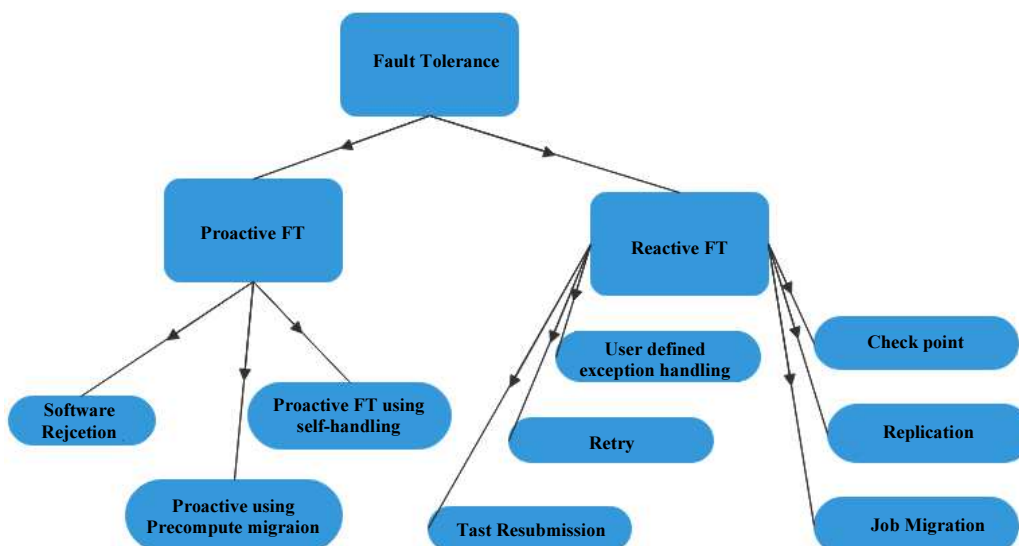 Fault Tolerance
Proactive FT
Reactive FT
User defined
exception handling
Check point
Software
Rejcetion
Proactive FT using
self-handling
Retry
Replication
Proactive using
Precompute migraion
Tast Resubmission
Job Migration